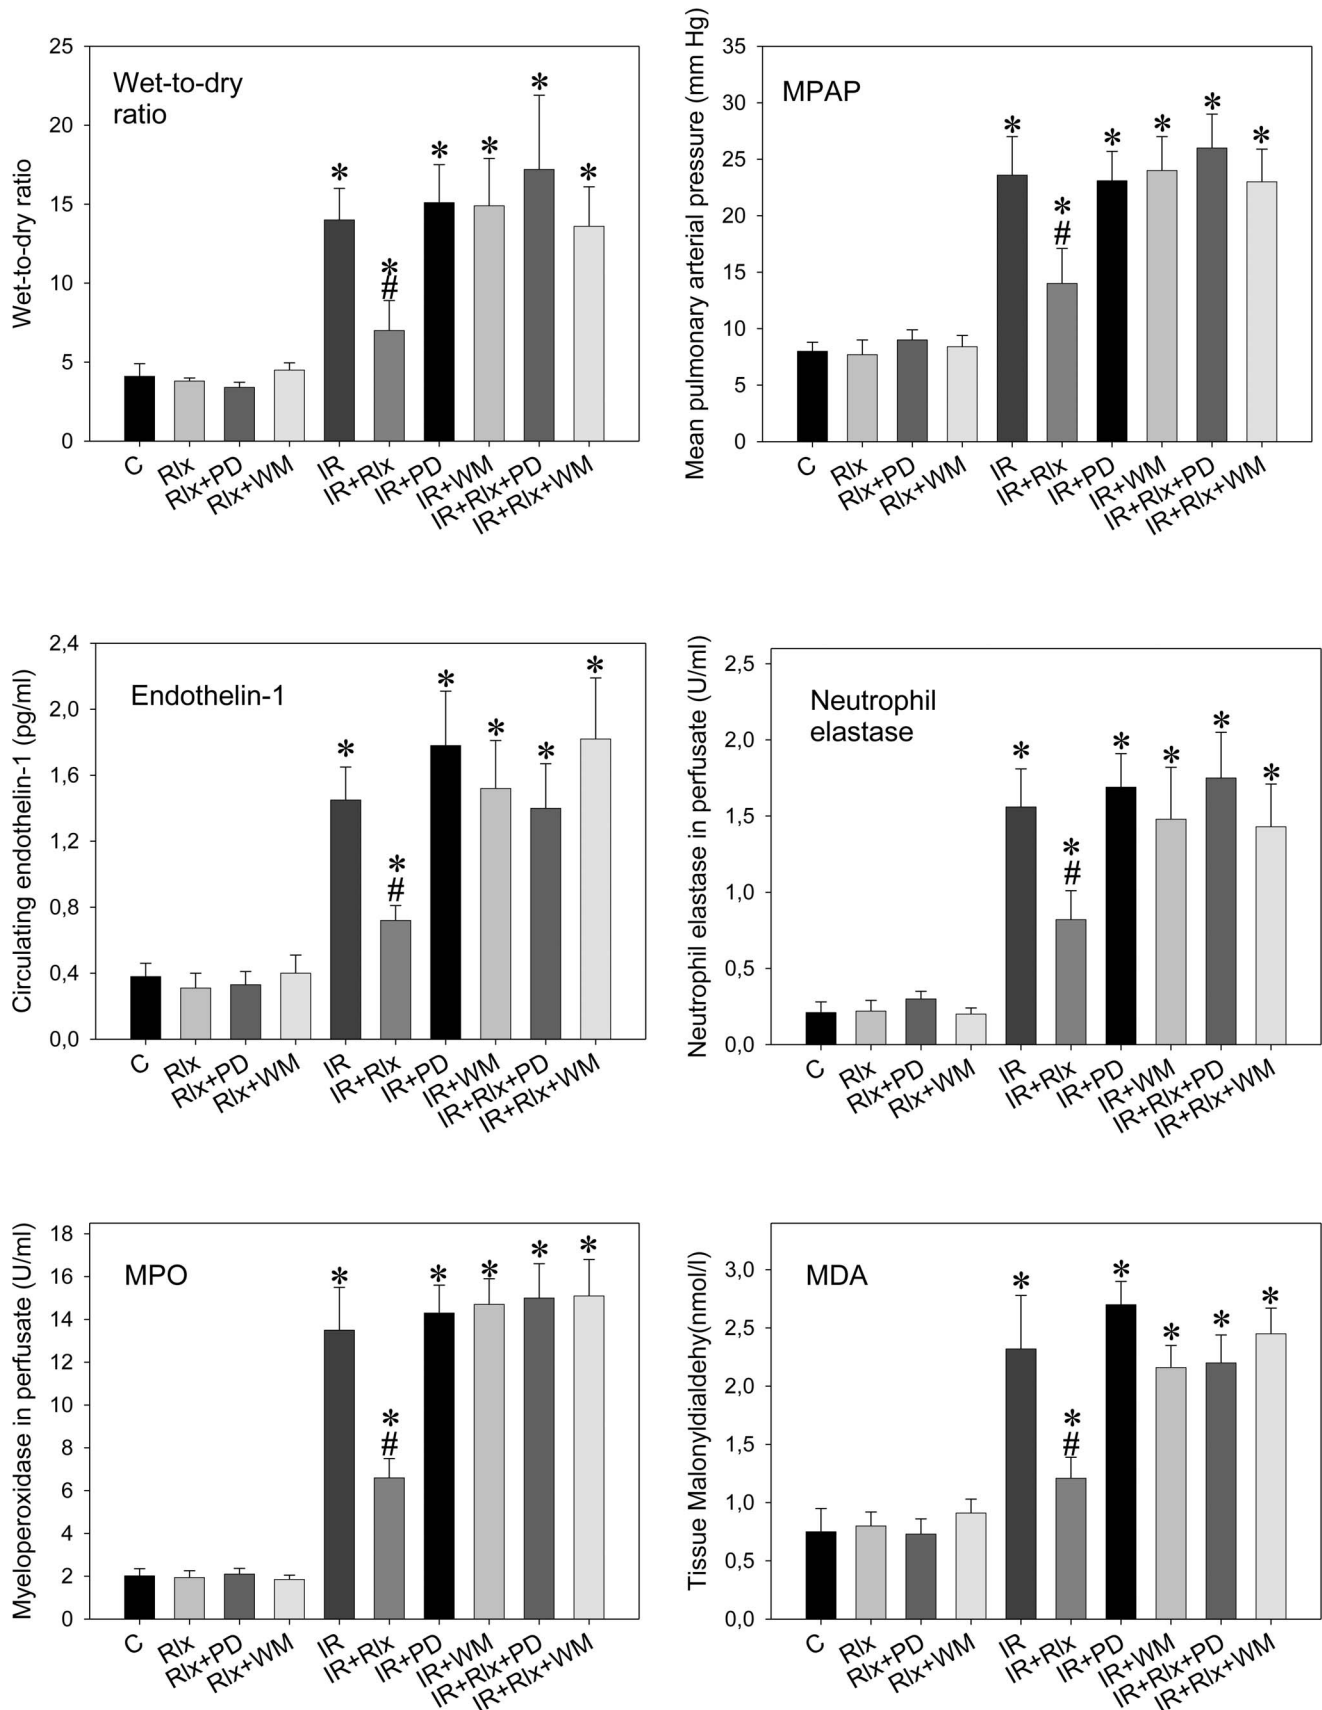 Wet-to-dry ratio
25
20
15
10
5
0
Wet-to-dry
ratio
*
*
#
*
*
*
*
C
Rlx
Rlx+PD
Rlx+WM
IR
IR+Rlx
IR+PD
IR+WM
IR+Rlx+PD
IR+Rlx+WM
Mean pulmonary arterial pressure (mm Hg)
35
30
25
20
15
10
5
0
MPAP
*
*
#
*
*
*
*
C
Rlx
Rlx+PD
Rlx+WM
IR
IR+Rlx
IR+PD
IR+WM
IR+Rlx+PD
IR+Rlx+WM
Circulating endothelin-1 (pg/ml)
2,4
2,0
1,6
1,2
0,8
0,4
0,0
Endothelin-1
*
*
#
*
*
*
*
C
Rlx
Rlx+PD
Rlx+WM
IR
IR+Rlx
IR+PD
IR+WM
IR+Rlx+PD
IR+Rlx+WM
Neutrophil elastase in perfusate (U/ml)
2,5
2,0
1,5
1,0
0,5
0,0
Neutrophil
elastase
*
*
#
*
*
*
*
C
Rlx
Rlx+PD
Rlx+WM
IR
IR+Rlx
IR+PD
IR+WM
IR+Rlx+PD
IR+Rlx+WM
Myeloperoxidase in perfusate (U/ml)
18
16
14
12
10
8
6
4
2
0
MPO
*
*
#
*
*
*
*
C
Rlx
Rlx+PD
Rlx+WM
IR
IR+Rlx
IR+PD
IR+WM
IR+Rlx+PD
IR+Rlx+WM
Tissue Malonyldialdehy(nmol/l)
3,0
2,5
2,0
1,5
1,0
0,5
0,0
MDA
*
*
#
*
*
*
*
C
Rlx
Rlx+PD
Rlx+WM
IR
IR+Rlx
IR+PD
IR+WM
IR+Rlx+PD
IR+Rlx+WM